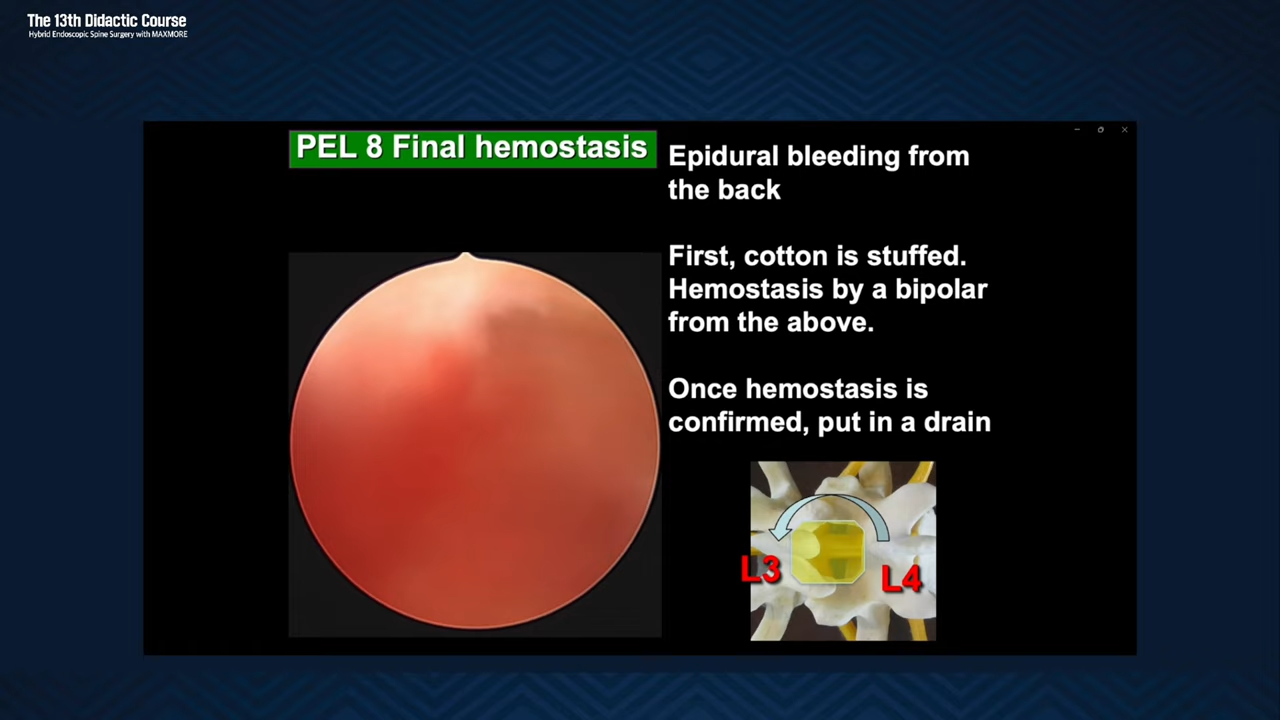 The 13th Didactic Course
Hybrid Endoscopic Spine Surgery with MAXMORE
PEL 8 Final hemostasis
Epidural bleeding from
the back
First, cotton is stuffed.
Hemostasis by a bipolar
from the above.
Once hemostasis is
confirmed, put in a drain
L3
L4